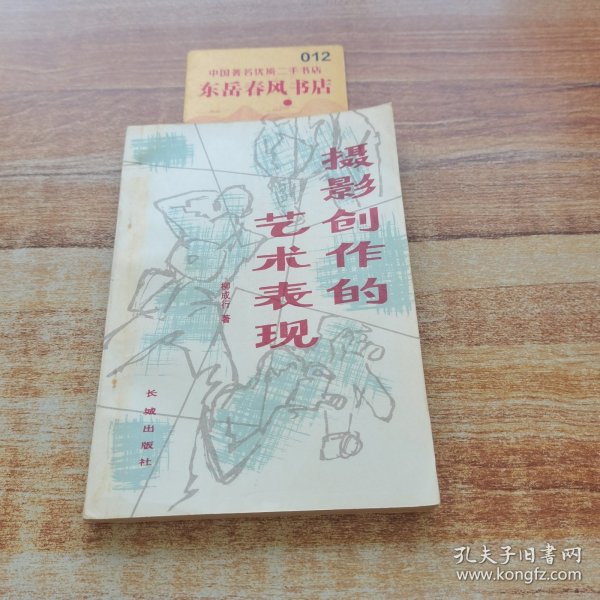 012
中国著名优质二手书店
东岳春风书店
摄影创作的
艺术表现
柳成行 著
长城出版社
孔夫子旧书网
www.kongfz.com